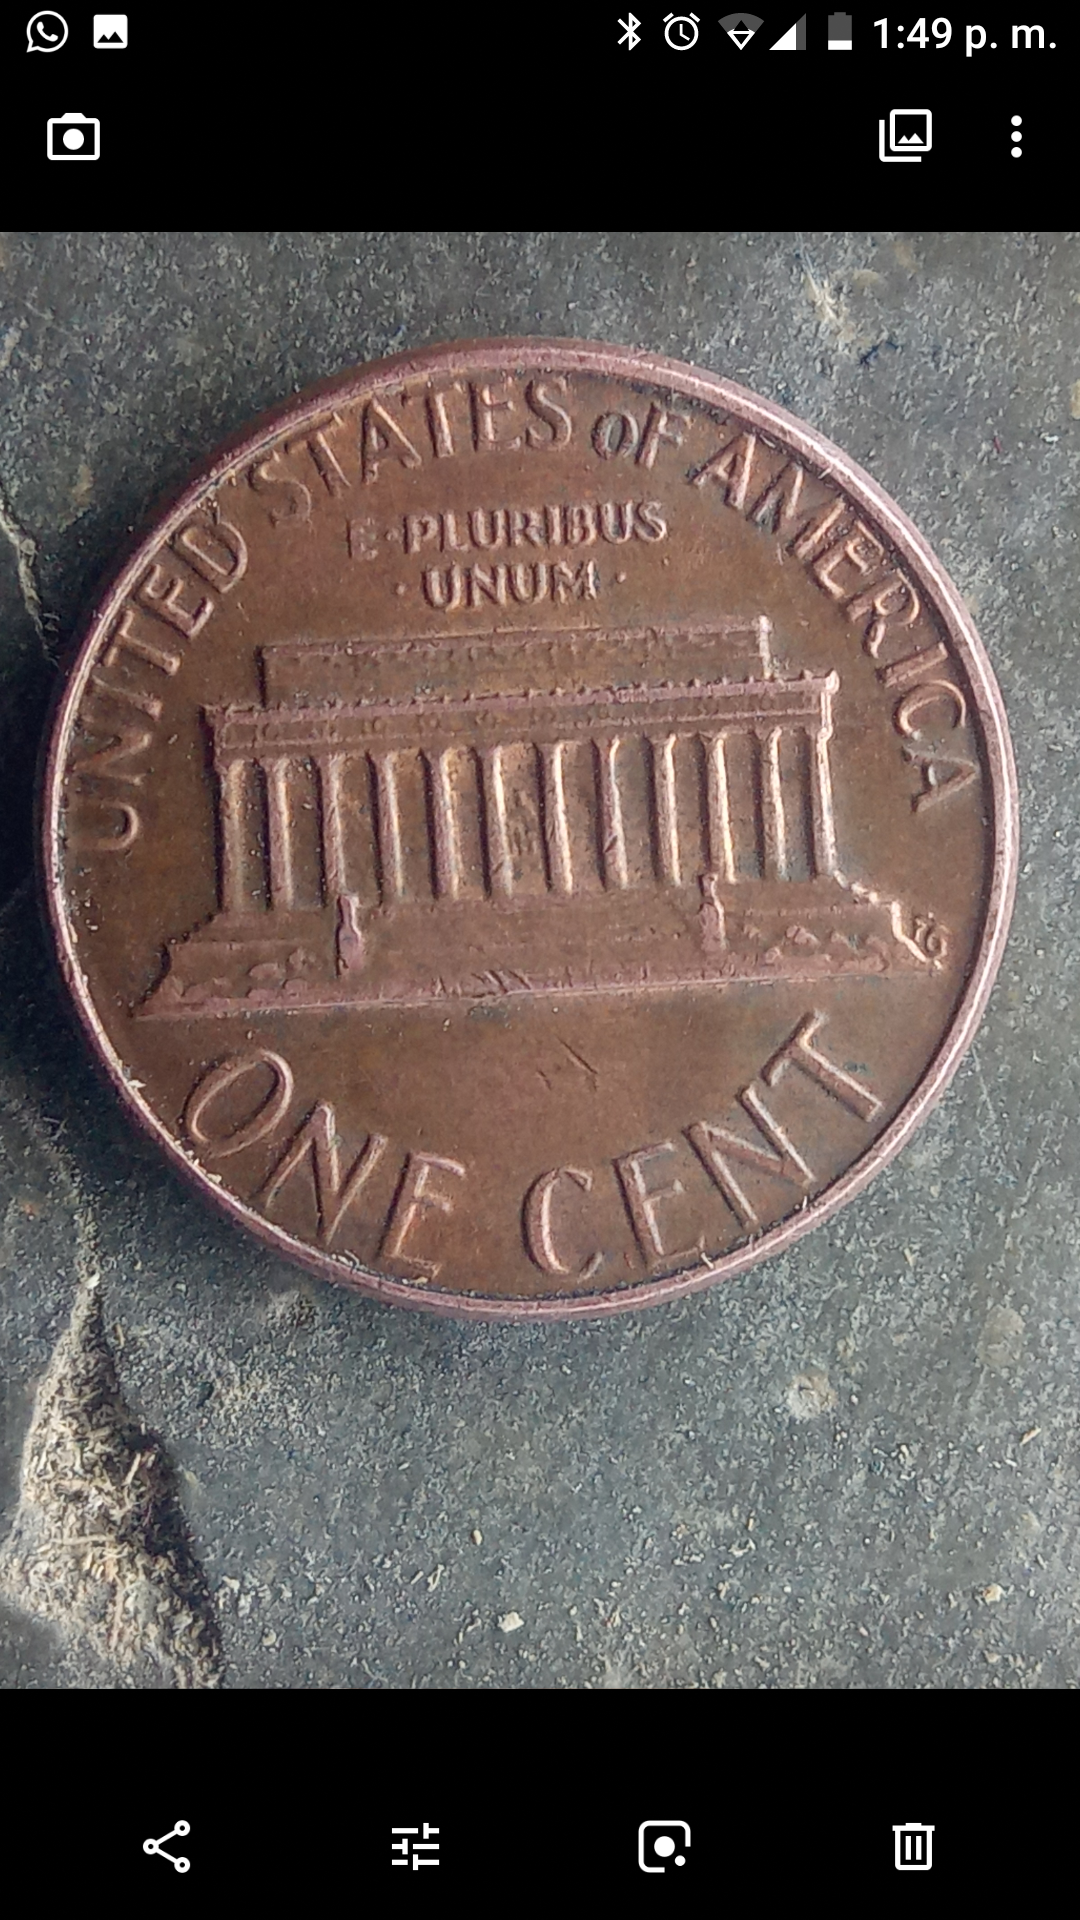 1:49 p. m.
UNITED STATES OF AMERICA
E·PLURIBUS
·UNUM·
ONE CENT